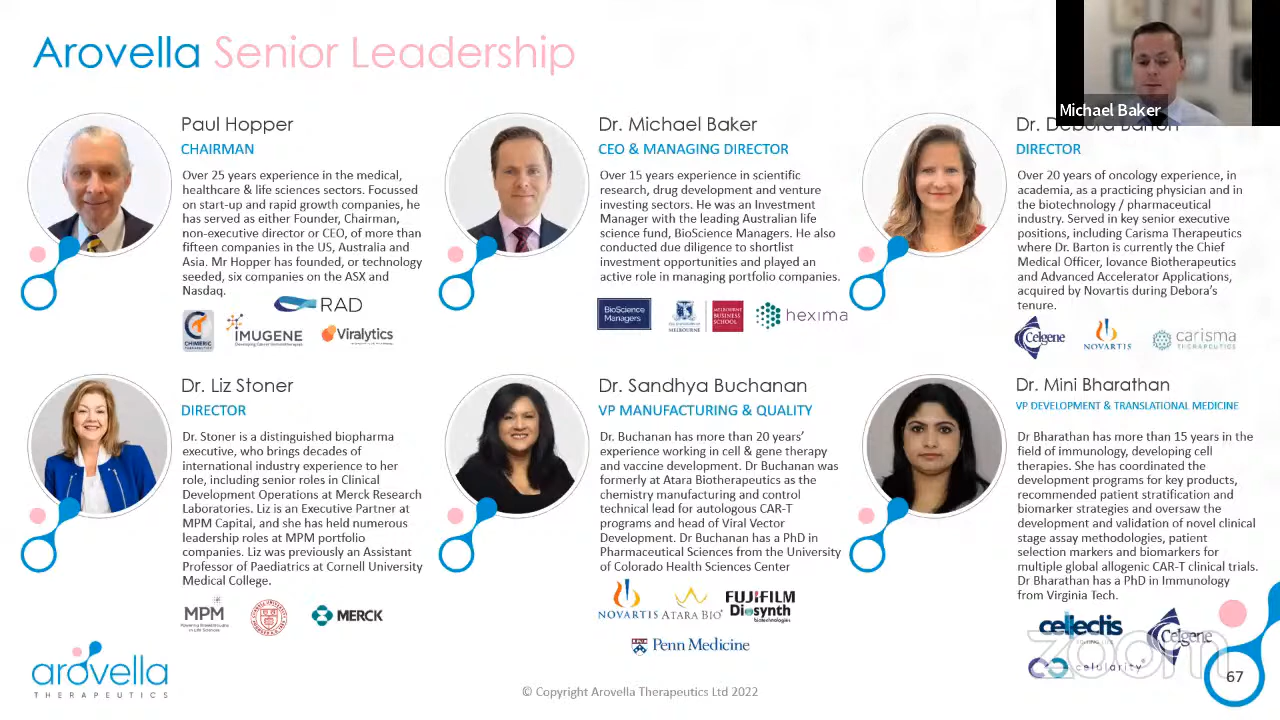 Arovella Senior Leadership
Michael Baker
Paul Hopper
CHAIRMAN
Over 25 years experience in the medical,
healthcare & life sciences sectors. Focussed
on start-up and rapid growth companies, he
has served as either Founder, Chairman,
non-executive director or CEO, of more than
fifteen companies in the US, Australia and
Asia. Mr Hopper has founded, or technology
seeded, six companies on the ASX and
Nasdaq.
RAD
CHIMERIC
IMUGENE
Viralytics
Dr. Michael Baker
CEO & MANAGING DIRECTOR
Over 15 years experience in scientific
research, drug development and venture
investing sectors. He was an Investment
Manager with the leading Australian life
science fund, BioScience Managers. He also
conducted due diligence to shortlist
investment opportunities and played an
active role in managing portfolio companies.
BioScience
Managers
MELBOURNE
MELBOURNE
BUSINESS
SCHOOL
hexima
Dr. Debora Barton
DIRECTOR
Over 20 years of oncology experience, in
academia, as a practicing physician and in
the biotechnology / pharmaceutical
industry. Served in key senior executive
positions, including Carisma Therapeutics
where Dr. Barton is currently the Chief
Medical Officer, Iovance Biotherapeutics
and Advanced Accelerator Applications,
acquired by Novartis during Debora's
tenure.
Celgene
NOVARTIS
carisma
THERAPEUTICS
Dr. Liz Stoner
DIRECTOR
Dr. Stoner is a distinguished biopharma
executive, who brings decades of
international industry experience to her
role, including senior roles in Clinical
Development Operations at Merck Research
Laboratories. Liz is an Executive Partner at
MPM Capital, and she has held numerous
leadership roles at MPM portfolio
companies. Liz was previously an Assistant
Professor of Paediatrics at Cornell University
Medical College.
MPM
MERCK
Dr. Sandhya Buchanan
VP MANUFACTURING & QUALITY
Dr. Buchanan has more than 20 years'
experience working in cell & gene therapy
and vaccine development. Dr Buchanan was
formerly at Atara Biotherapeutics as the
chemistry manufacturing and control
technical lead for autologous CAR-T
programs and head of Viral Vector
Development. Dr Buchanan has a PhD in
Pharmaceutical Sciences from the University
of Colorado Health Sciences Center
NOVARTIS
ATARA BIO
FUJIFILM
Diosynth
biotechnologies
Penn Medicine
Dr. Mini Bharathan
VP DEVELOPMENT & TRANSLATIONAL MEDICINE
Dr Bharathan has more than 15 years in the
field of immunology, developing cell
therapies. She has coordinated the
development programs for key products,
recommended patient stratification and
biomarker strategies and oversaw the
development and validation of novel clinical
stage assay methodologies, patient
selection markers and biomarkers for
multiple global allogenic CAR-T clinical trials.
Dr Bharathan has a PhD in Immunology
from Virginia Tech.
cellectis
Celgene
celularity
zoom
arovella
THERAPEUTICS
© Copyright Arovella Therapeutics Ltd 2022
67